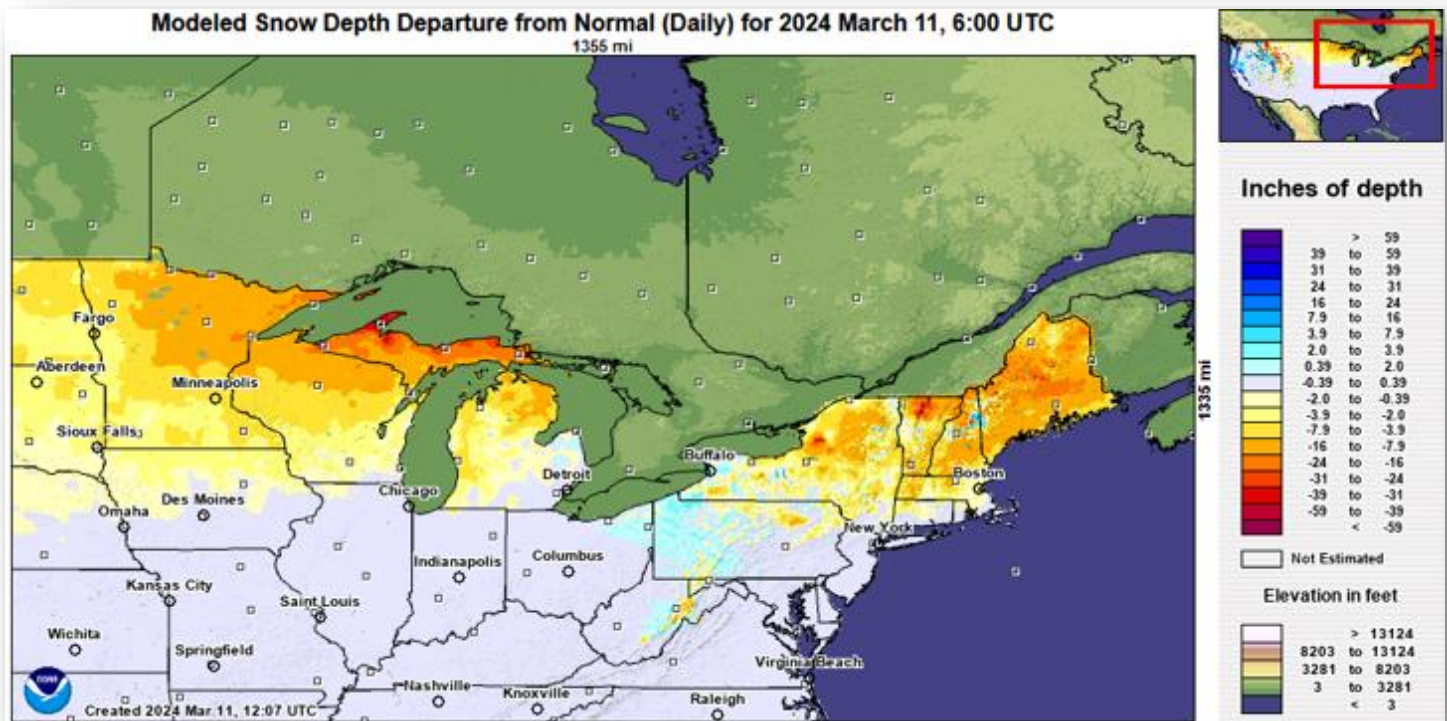 Modeled Snow Depth Departure from Normal (Daily) for 2024 March 11, 6:00 UTC
1355 mi
1335 mi
Fargo
Aberdeen
Minneapolis
Sioux Falls
Buffalo
Detroit
Boston
Chicago
Des Moines
Omaha
New York
Columbus
Indianapolis
Kansas City
Saint Louis
Wichita
Springfield
Virginia Beach
Nashville
Knoxville
Raleigh
noaa
Created 2024 Mar 11, 12:07 UTC
Inches of depth
> 59
39 to 59
31 to 39
24 to 31
16 to 24
7.9 to 16
3.9 to 7.9
2.0 to 3.9
0.39 to 2.0
-0.39 to 0.39
-2.0 to -0.39
-3.9 to -2.0
-7.9 to -3.9
-16 to -7.9
-24 to -16
-31 to -24
-39 to -31
-59 to -39
< -59
Not Estimated
Elevation in feet
> 13124
8203 to 13124
3281 to 8203
3 to 3281
< 3